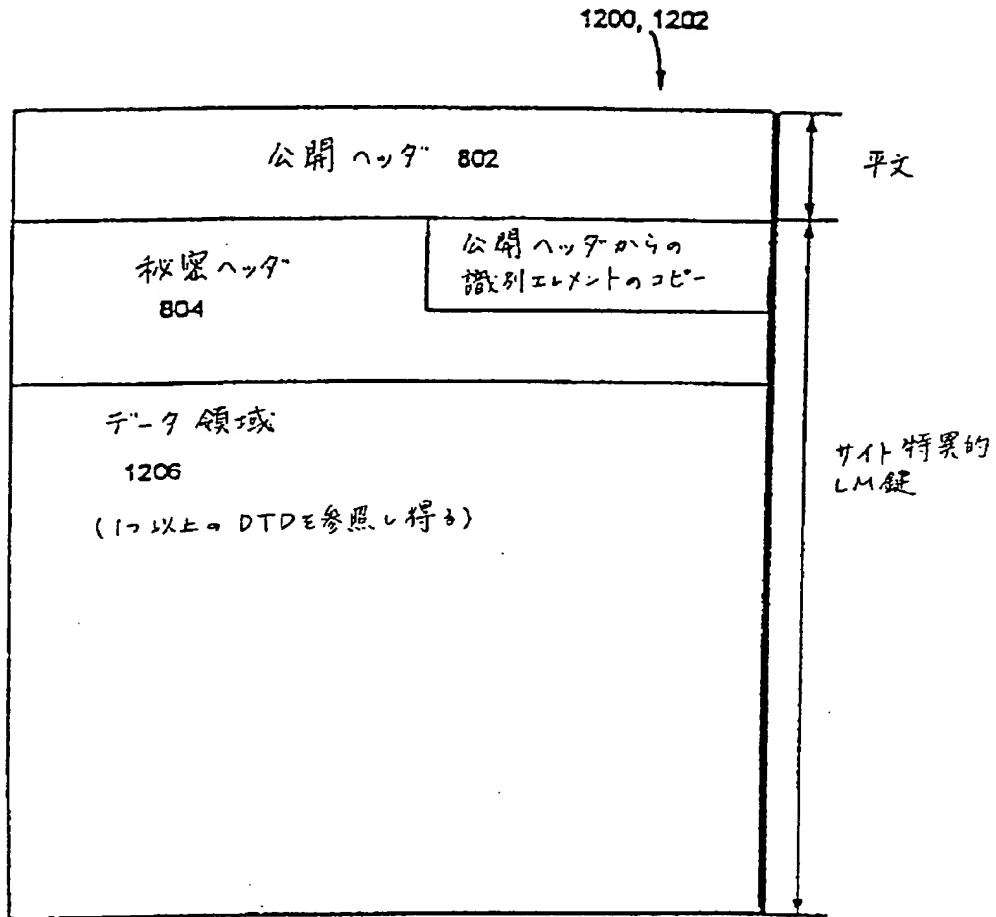 1200, 1202
公開ヘッダ 802
平文
秘密ヘッダ
804
公開ヘッダからの
識別エレメントのコピー
データ領域
1206
(1つ以上のDTDを参照し得る)
サイト特異的
LM鍵